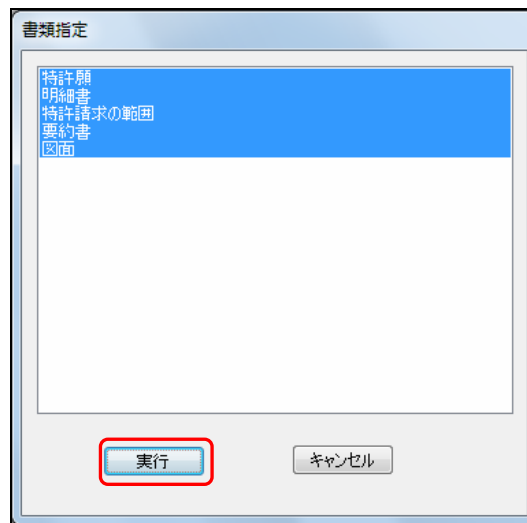 書類指定
特許願
明細書
特許請求の範囲
要約書
図面
実行
キャンセル